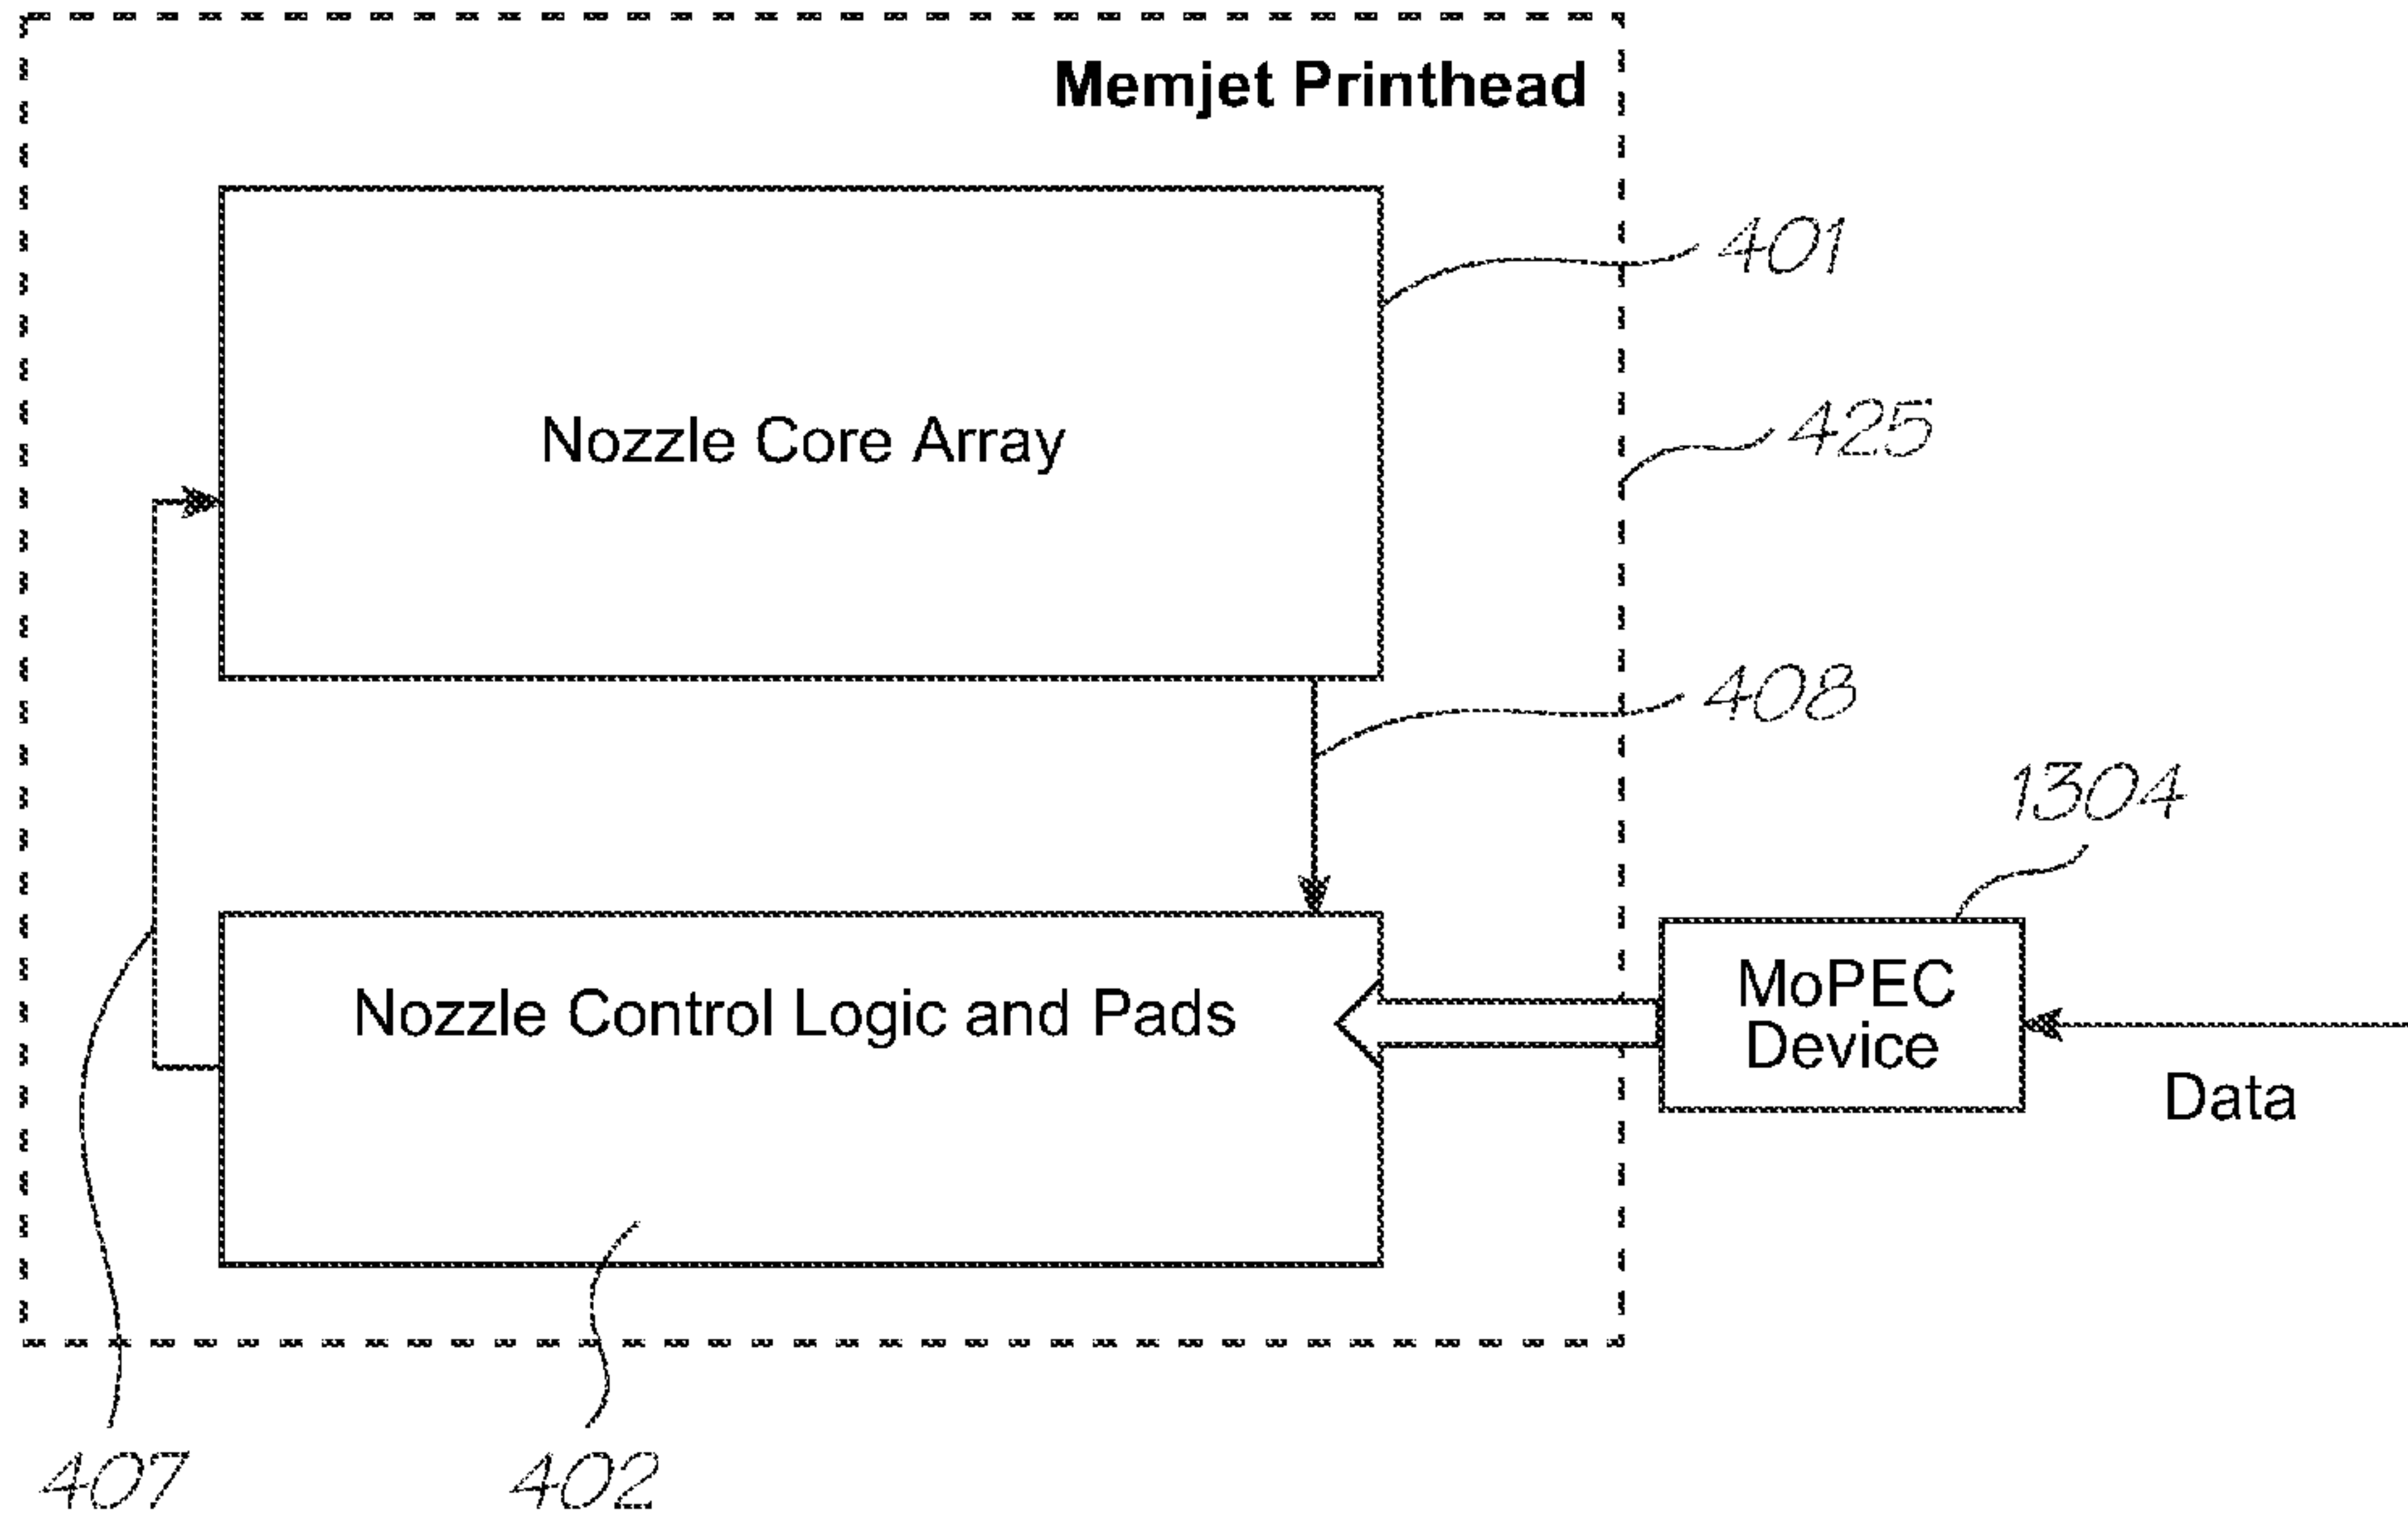 Memjet Printhead
401
Nozzle Core Array
425
408
1304
MoPEC
Device
Nozzle Control Logic and Pads
Data
407
402